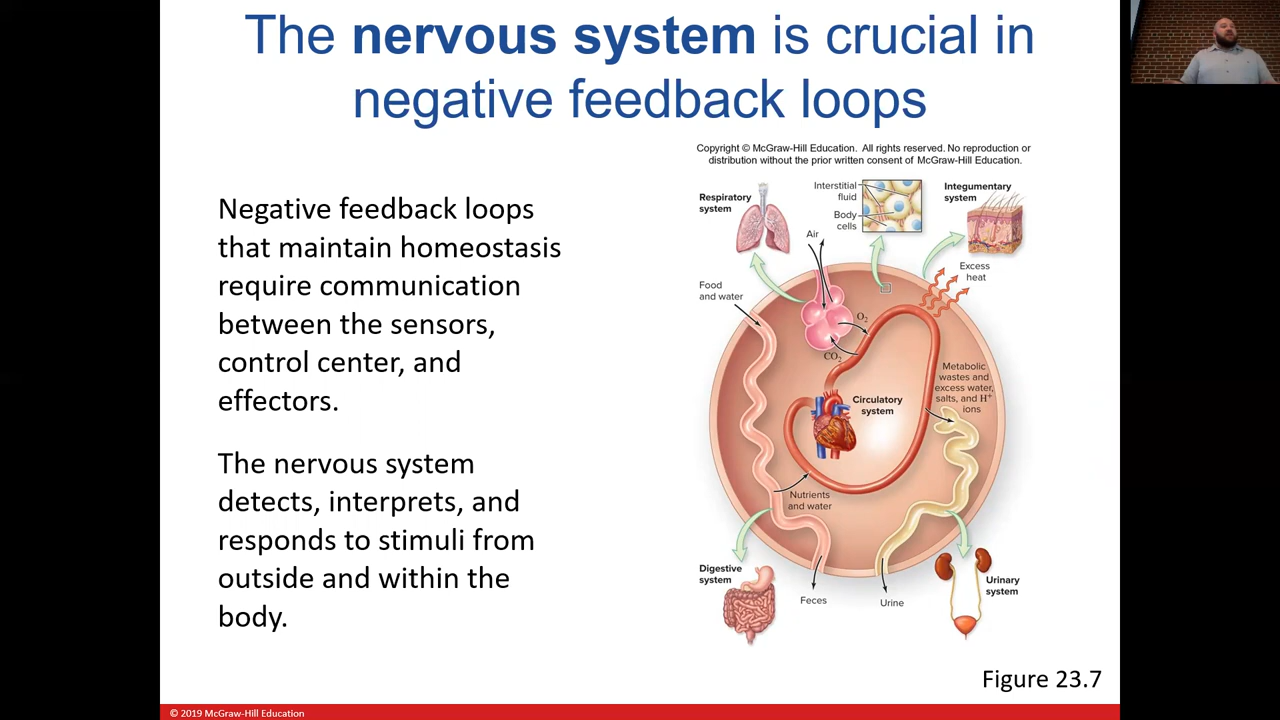 The nervous system is crucial in
negative feedback loops
Copyright © McGraw-Hill Education. All rights reserved. No reproduction or
distribution without the prior written consent of McGraw-Hill Education.
Negative feedback loops
that maintain homeostasis
require communication
between the sensors,
control center, and
effectors.
The nervous system
detects, interprets, and
responds to stimuli from
outside and within the
body.
Respiratory
system
Interstitial
fluid
Body
cells
Integumentary
system
Air
Excess
heat
Food
and water
O₂
CO₂
Metabolic
wastes and
excess water,
salts, and H⁺
ions
Circulatory
system
Nutrients
and water
Digestive
system
Feces
Urine
Urinary
system
Figure 23.7
© 2019 McGraw-Hill Education